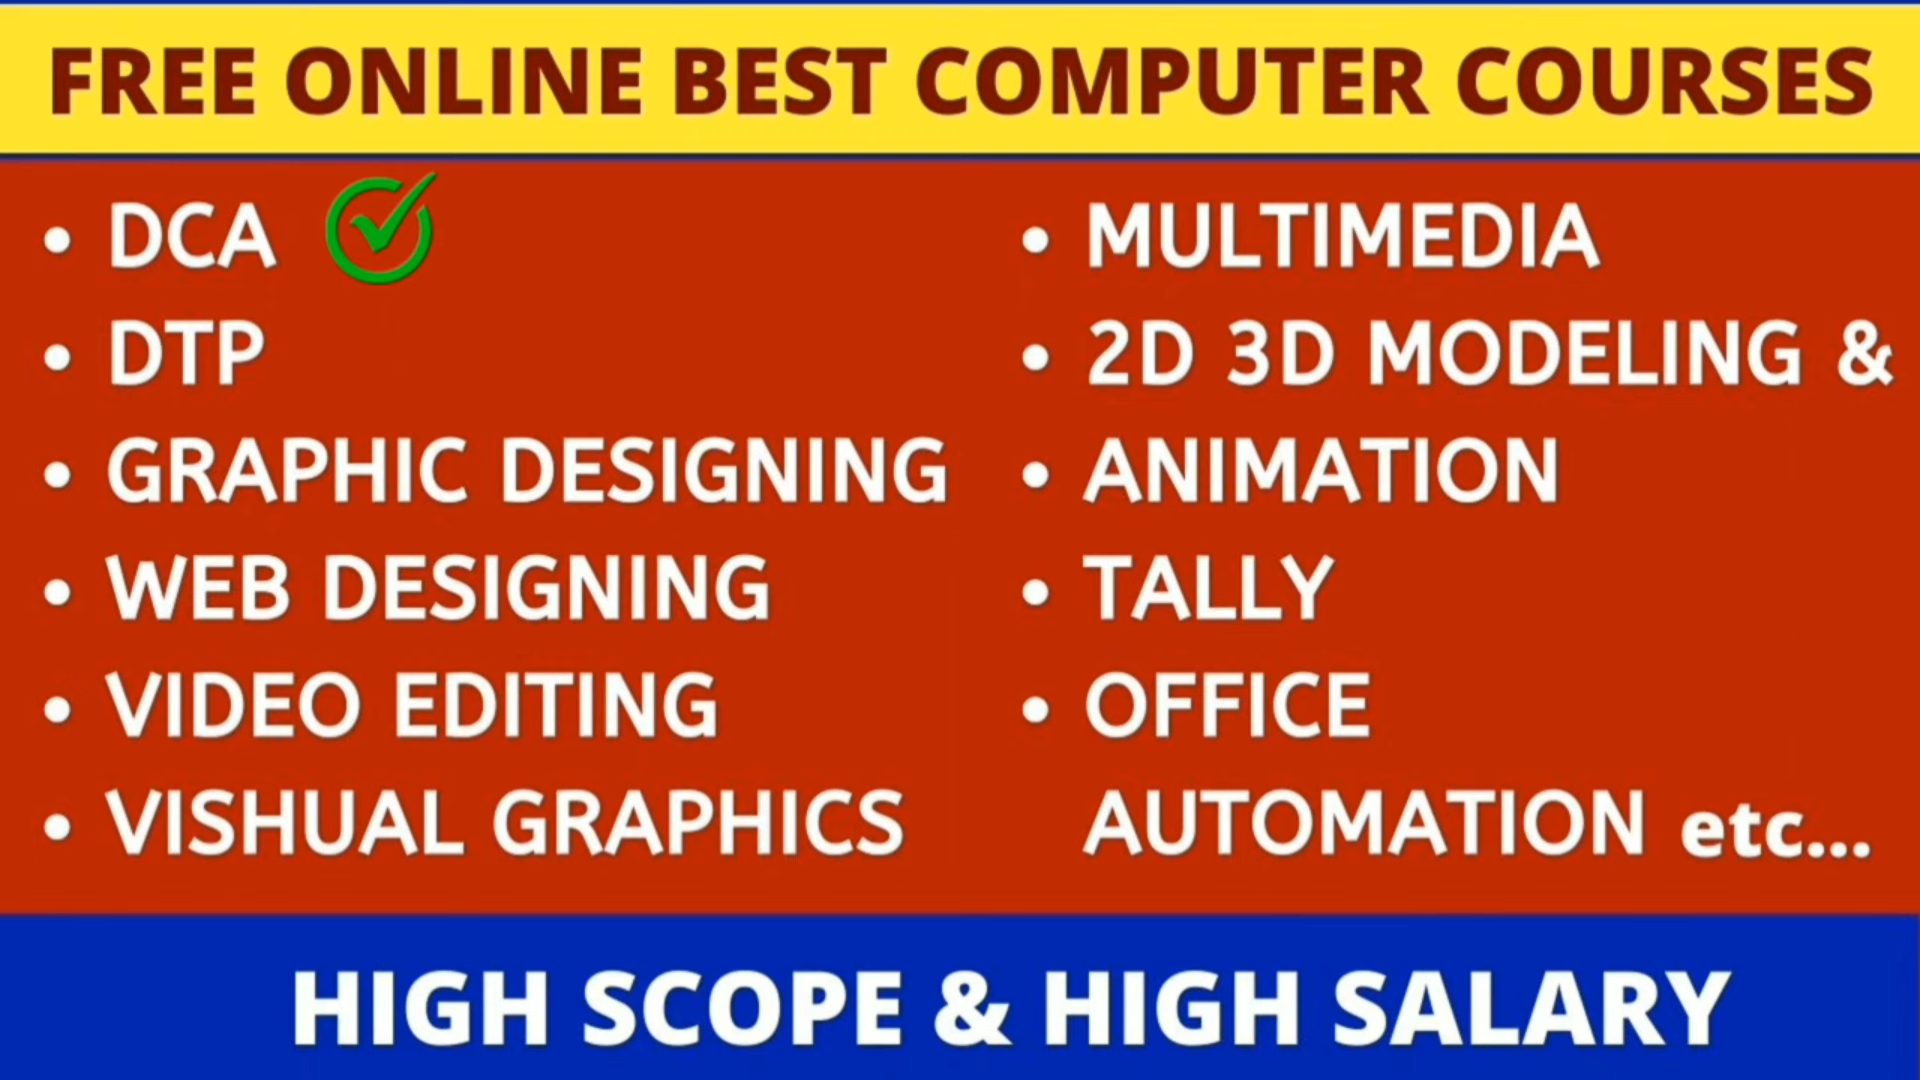 FREE ONLINE BEST COMPUTER COURSES
• DCA
• DTP
• GRAPHIC DESIGNING
• WEB DESIGNING
• VIDEO EDITING
• VISHUAL GRAPHICS
• MULTIMEDIA
• 2D 3D MODELING &
• ANIMATION
• TALLY
• OFFICE
AUTOMATION etc...
HIGH SCOPE & HIGH SALARY